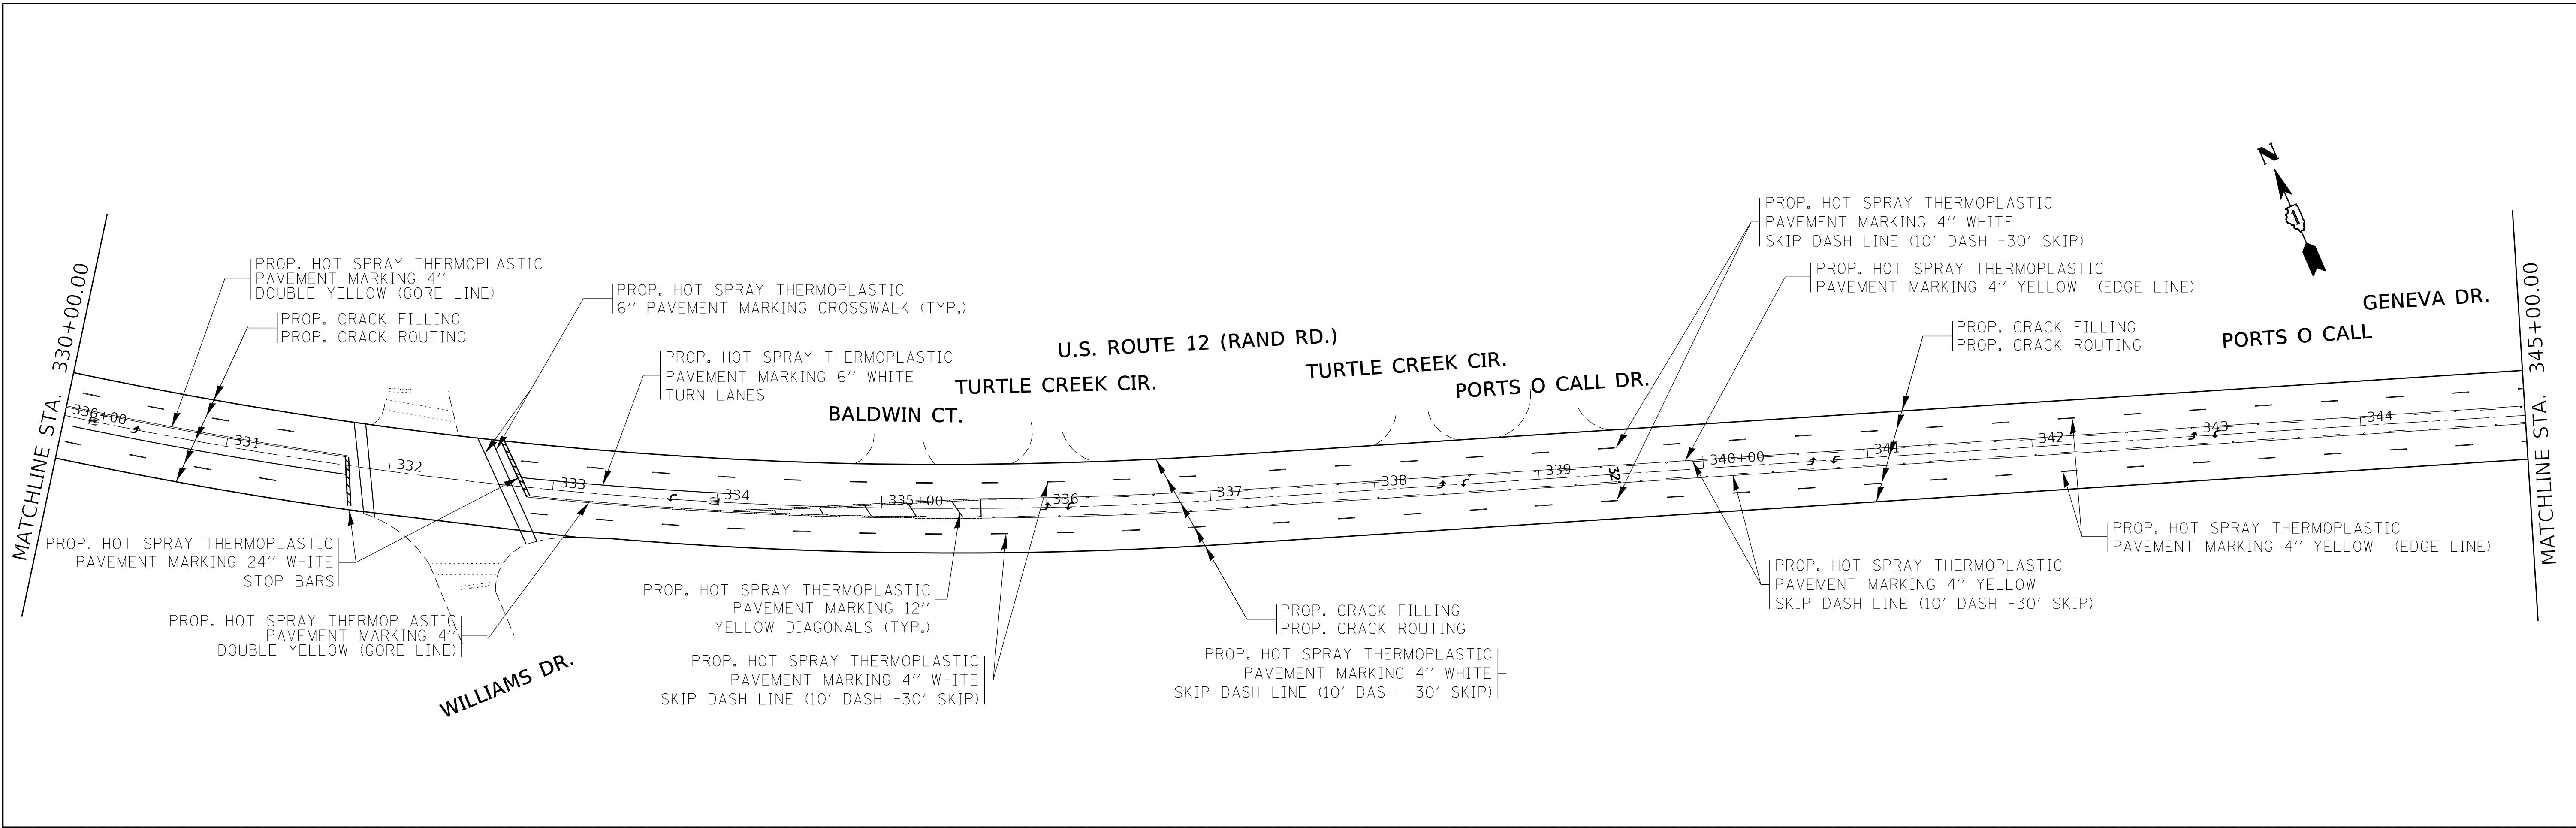 MATCHLINE STA. 330+00.00
PROP. HOT SPRAY THERMOPLASTIC
PAVEMENT MARKING 4''
DOUBLE YELLOW (GORE LINE)
PROP. CRACK FILLING
PROP. CRACK ROUTING
PROP. HOT SPRAY THERMOPLASTIC
6'' PAVEMENT MARKING CROSSWALK (TYP.)
PROP. HOT SPRAY THERMOPLASTIC
PAVEMENT MARKING 6'' WHITE
TURN LANES
U.S. ROUTE 12 (RAND RD.)
BALDWIN CT.
TURTLE CREEK CIR.
TURTLE CREEK CIR.
PORTS O CALL DR.
PROP. HOT SPRAY THERMOPLASTIC
PAVEMENT MARKING 4'' WHITE
SKIP DASH LINE (10' DASH -30' SKIP)
PROP. HOT SPRAY THERMOPLASTIC
PAVEMENT MARKING 4'' YELLOW (EDGE LINE)
PROP. CRACK FILLING
PROP. CRACK ROUTING
N
1
PORTS O CALL
GENEVA DR.
MATCHLINE STA. 345+00.00
330+00
331
332
333
334
335+00
336
337
338
339
32'
340+00
341
342
343
344
PROP. HOT SPRAY THERMOPLASTIC
PAVEMENT MARKING 24'' WHITE
STOP BARS
PROP. HOT SPRAY THERMOPLASTIC
PAVEMENT MARKING 4''
DOUBLE YELLOW (GORE LINE)
WILLIAMS DR.
PROP. HOT SPRAY THERMOPLASTIC
PAVEMENT MARKING 12''
YELLOW DIAGONALS (TYP.)
PROP. HOT SPRAY THERMOPLASTIC
PAVEMENT MARKING 4'' WHITE
SKIP DASH LINE (10' DASH -30' SKIP)
PROP. CRACK FILLING
PROP. CRACK ROUTING
PROP. HOT SPRAY THERMOPLASTIC
PAVEMENT MARKING 4'' WHITE
SKIP DASH LINE (10' DASH -30' SKIP)
PROP. HOT SPRAY THERMOPLASTIC
PAVEMENT MARKING 4'' YELLOW
SKIP DASH LINE (10' DASH -30' SKIP)
PROP. HOT SPRAY THERMOPLASTIC
PAVEMENT MARKING 4'' YELLOW (EDGE LINE)